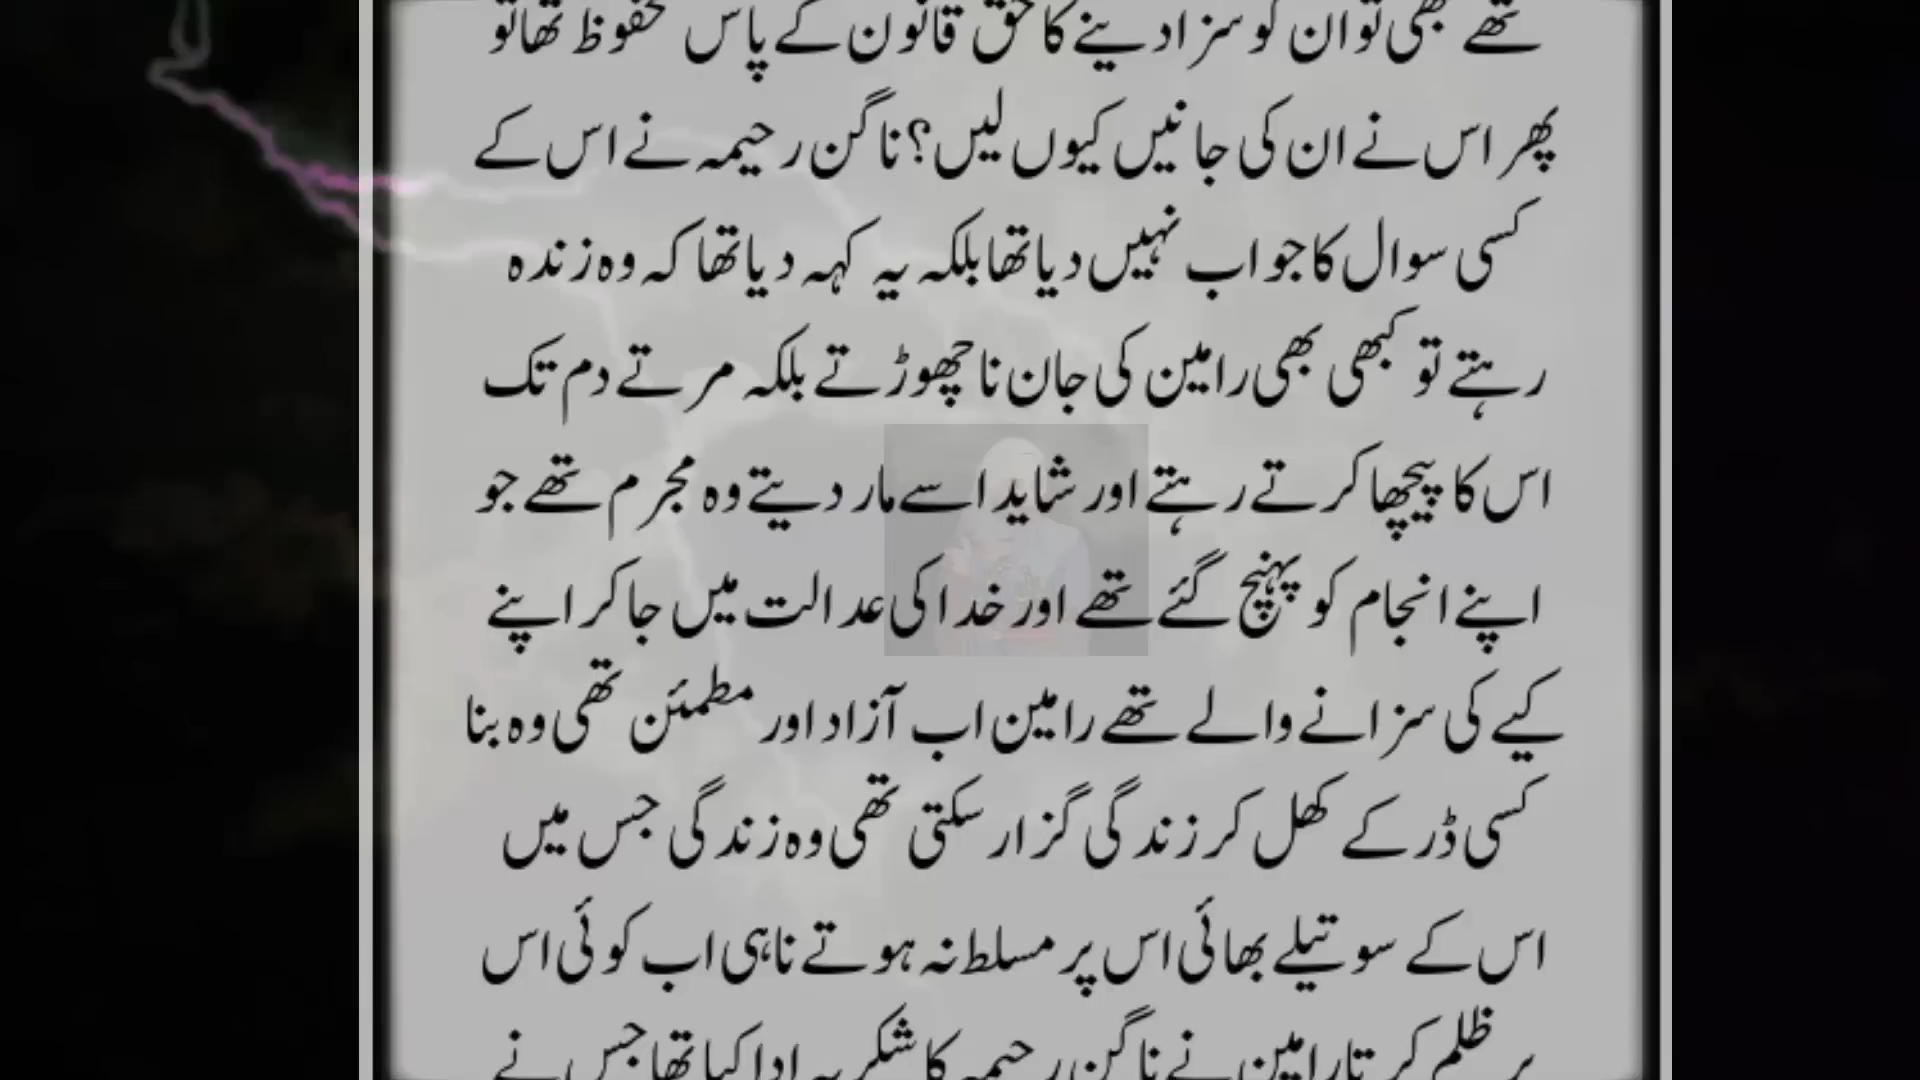 تھے بھی تو ان کو سزا دینے کا حق قانون کے پاس محفوظ تھا تو
پھر اس نے ان کی جانیں کیوں لیں؟ ناگن رحیمہ نے اس کے
کسی سوال کا جواب نہیں دیا تھا بلکہ یہ کہہ دیا تھا کہ وہ زندہ
رہتے تو کبھی بھی رامین کی جان نا چھوڑتے بلکہ مرتے دم تک
اس کا پیچھا کرتے رہتے اور شاید اسے مار دیتے وہ مجرم تھے جو
اپنے انجام کو پہنچ گئے تھے اور خدا کی عدالت میں جا کر اپنے
کیے کی سزا نے والے تھے رامین اب آزاد اور مطمئن تھی وہ بنا
کسی ڈر کے کھل کر زندگی گزار سکتی تھی وہ زندگی جس میں
اس کے سوتیلے بھائی اس پر مسلط نہ ہوتے نا ہی اب کوئی اس
پر ظلم کرتا رامین نے ناگن رحیمہ کا شکریہ ادا کیا تھا جس نے